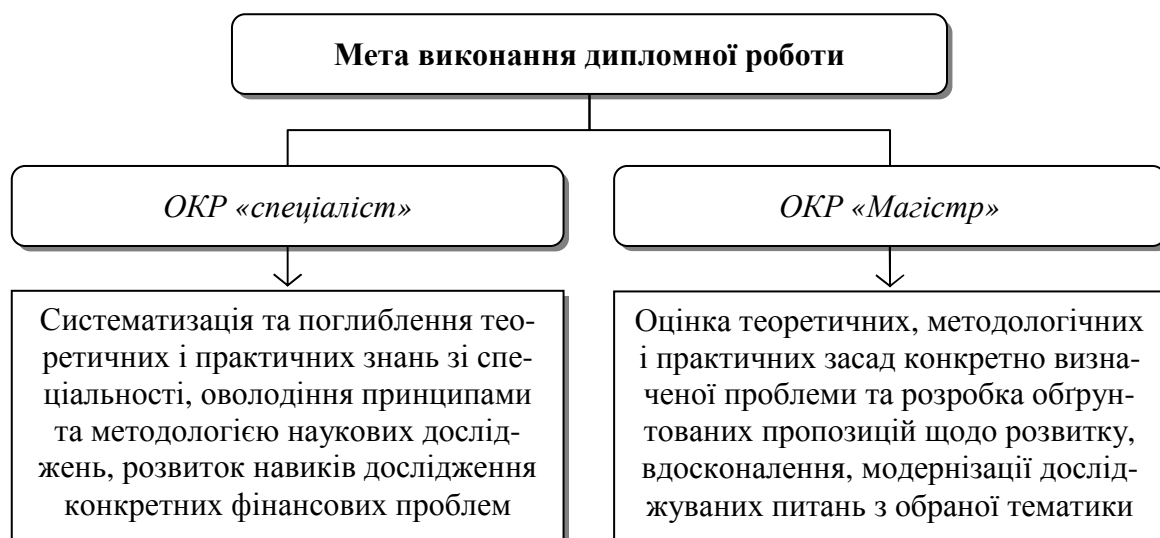 Мета виконання дипломної роботи
ОКР «спеціаліст»
ОКР «Магістр»
Систематизація та поглиблення тео-
ретичних і практичних знань зі спе-
ціальності, оволодіння принципами
та методологією наукових дослід-
жень, розвиток навиків дослідження
конкретних фінансових проблем
Оцінка теоретичних, методологічних
і практичних засад конкретно визна-
ченої проблеми та розробка обґрун-
тованих пропозицій щодо розвитку,
вдосконалення, модернізації дослід-
жуваних питань з обраної тематики